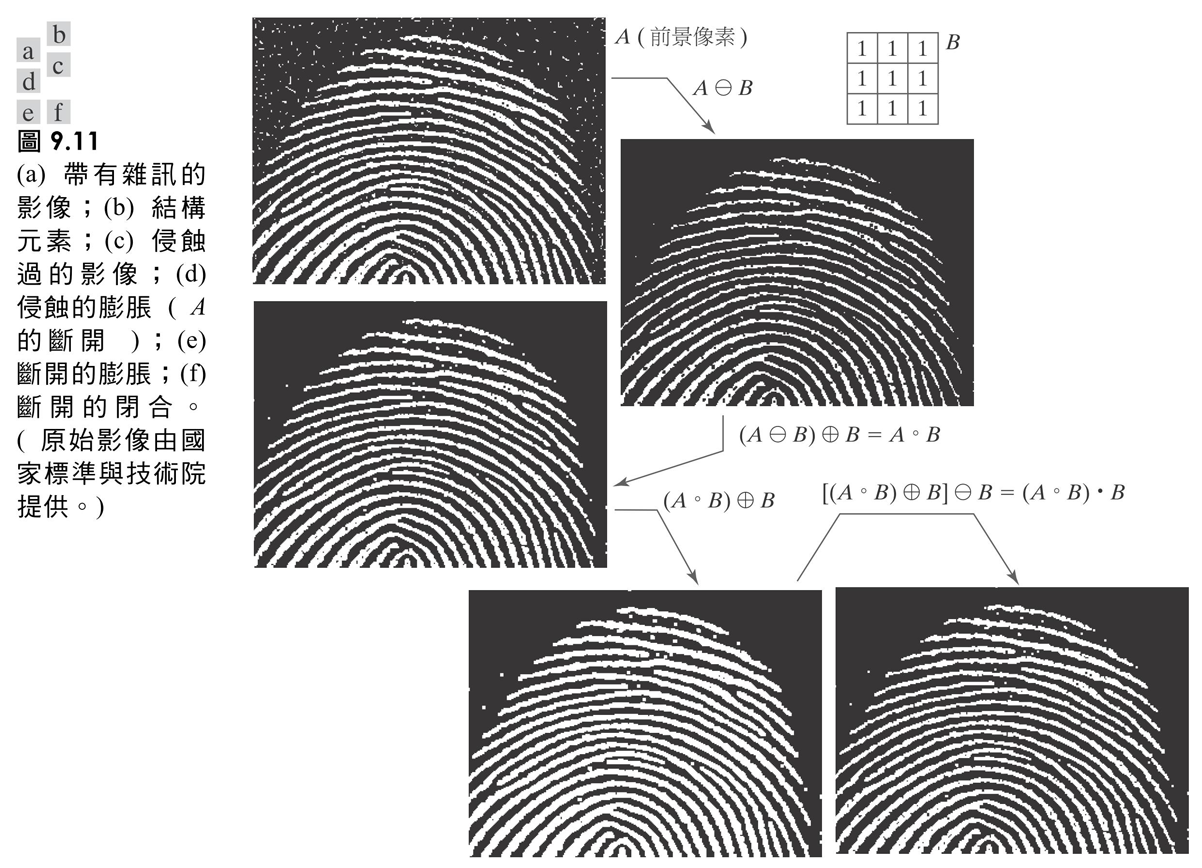 b
a
c
d
e f
圖 9.11
(a) 帶有雜訊的
影像；(b) 結構
元素；(c) 侵蝕
過的影像；(d)
侵蝕的膨脹 ( A
的斷開 )；(e)
斷開的膨脹；(f)
斷開的閉合。
( 原始影像由國
家標準與技術院
提供。)
A ( 前景像素 )
A ⊖ B
1 1 1 B
1 1 1
1 1 1
(A ⊖ B) ⊕ B = A ∘ B
(A ∘ B) ⊕ B
[(A ∘ B) ⊕ B] ⊖ B = (A ∘ B) • B